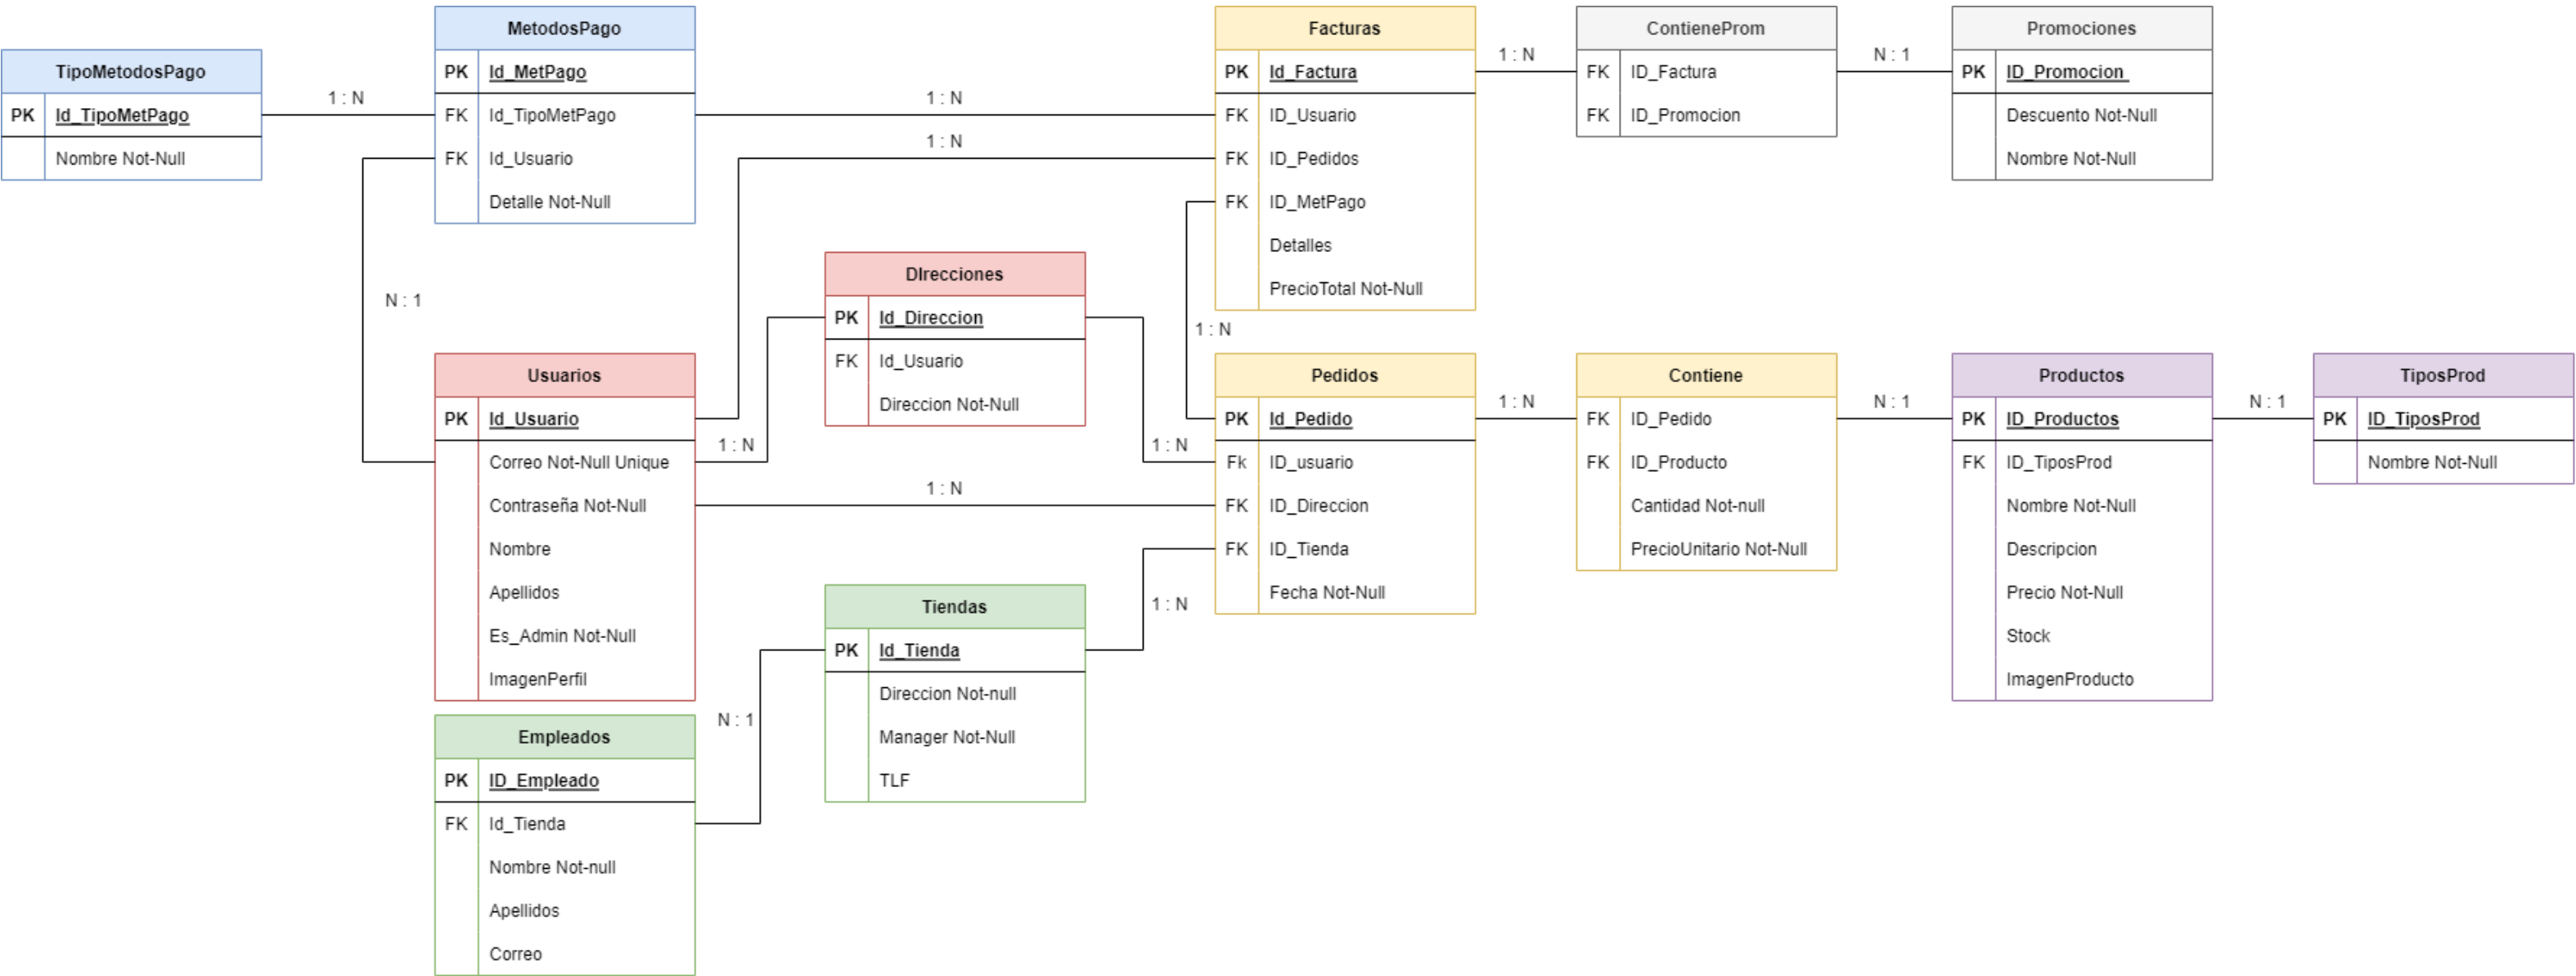 TipoMetodosPago
PK Id_TipoMetPago
Nombre Not-Null
1 : N
MetodosPago
PK Id_MetPago
FK Id_TipoMetPago
FK Id_Usuario
Detalle Not-Null
1 : N
1 : N
N : 1
Facturas
PK Id_Factura
FK ID_Usuario
FK ID_Pedidos
FK ID_MetPago
Detalles
PrecioTotal Not-Null
1 : N
ContieneProm
FK ID_Factura
FK ID_Promocion
N : 1
Promociones
PK ID_Promocion
Descuento Not-Null
Nombre Not-Null
DIrecciones
PK Id_Direccion
FK Id_Usuario
Direccion Not-Null
1 : N
Usuarios
PK Id_Usuario
Correo Not-Null Unique
Contraseña Not-Null
Nombre
Apellidos
Es_Admin Not-Null
ImagenPerfil
1 : N
1 : N
1 : N
Pedidos
PK Id_Pedido
Fk ID_usuario
FK ID_Direccion
FK ID_Tienda
Fecha Not-Null
1 : N
Contiene
FK ID_Pedido
FK ID_Producto
Cantidad Not-null
PrecioUnitario Not-Null
N : 1
Productos
PK ID_Productos
FK ID_TiposProd
Nombre Not-Null
Descripcion
Precio Not-Null
Stock
ImagenProducto
N : 1
TiposProd
PK ID_TiposProd
Nombre Not-Null
Tiendas
PK Id_Tienda
Direccion Not-null
Manager Not-Null
TLF
1 : N
N : 1
Empleados
PK ID_Empleado
FK Id_Tienda
Nombre Not-null
Apellidos
Correo